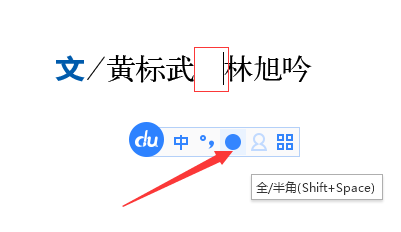 文/黄标武　林旭吟
du 中 °,
全/半角(Shift+Space)